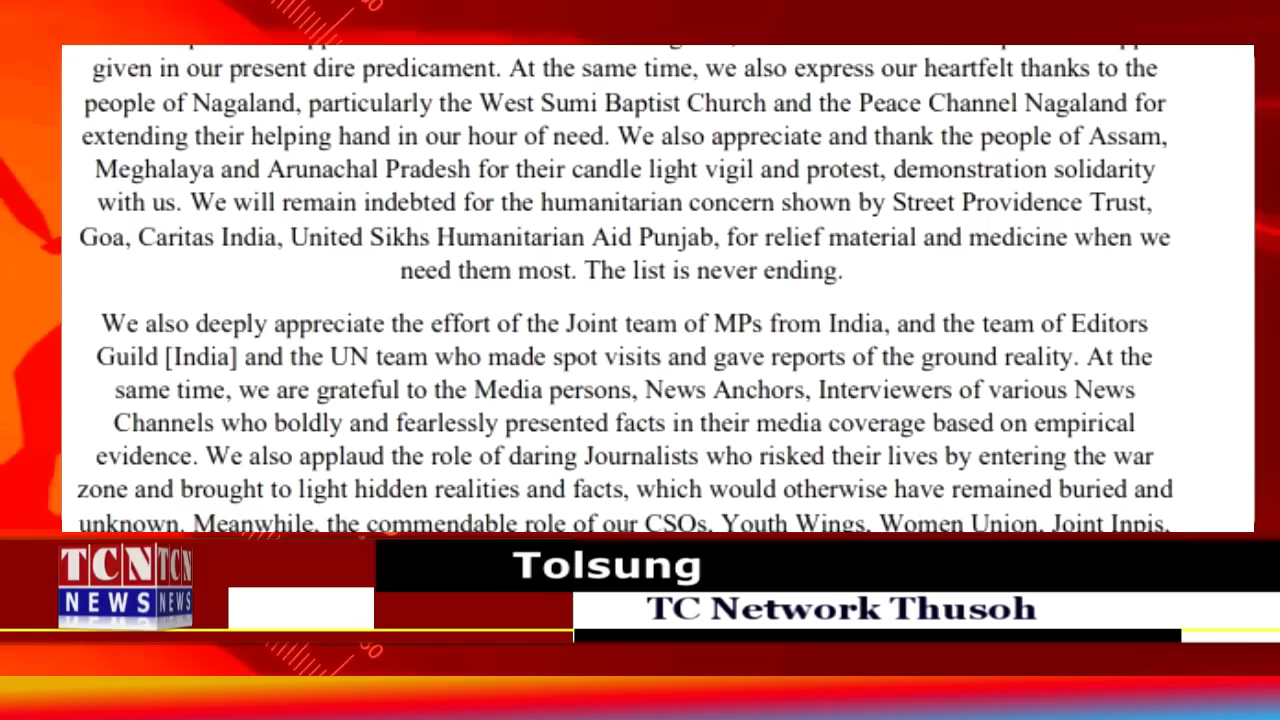 given in our present dire predicament. At the same time, we also express our heartfelt thanks to the
people of Nagaland, particularly the West Sumi Baptist Church and the Peace Channel Nagaland for
extending their helping hand in our hour of need. We also appreciate and thank the people of Assam,
Meghalaya and Arunachal Pradesh for their candle light vigil and protest, demonstration solidarity
with us. We will remain indebted for the humanitarian concern shown by Street Providence Trust,
Goa, Caritas India, United Sikhs Humanitarian Aid Punjab, for relief material and medicine when we
need them most. The list is never ending.
We also deeply appreciate the effort of the Joint team of MPs from India, and the team of Editors
Guild [India] and the UN team who made spot visits and gave reports of the ground reality. At the
same time, we are grateful to the Media persons, News Anchors, Interviewers of various News
Channels who boldly and fearlessly presented facts in their media coverage based on empirical
evidence. We also applaud the role of daring Journalists who risked their lives by entering the war
zone and brought to light hidden realities and facts, which would otherwise have remained buried and
unknown. Meanwhile, the commendable role of our CSOs, Youth Wings, Women Union, Joint Inpis,
TCN TCN
NEWS NEWS
Tolsung
TC Network Thusoh